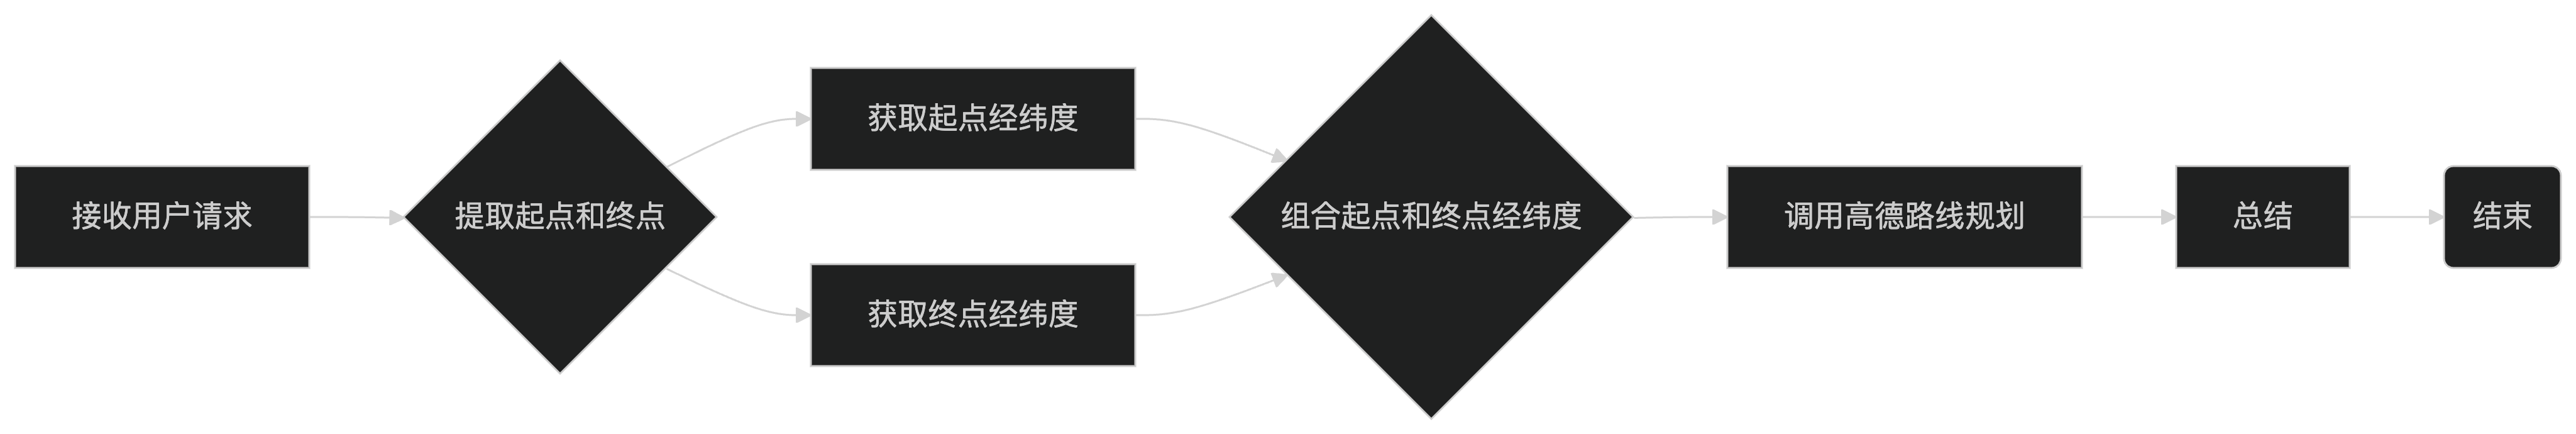 接收用户请求
提取起点和终点
获取起点经纬度
获取终点经纬度
组合起点和终点经纬度
调用高德路线规划
总结
结束